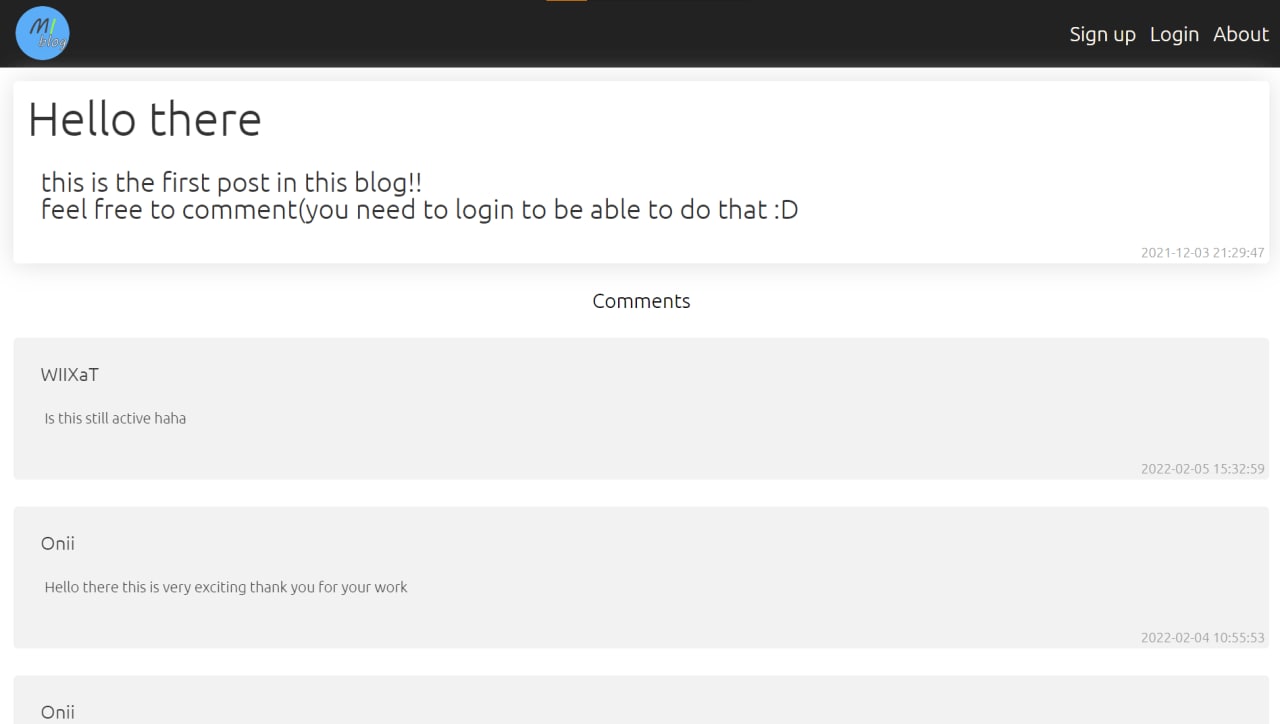 MI
blog
Sign up Login About
Hello there
this is the first post in this blog!!
feel free to comment(you need to login to be able to do that :D
2021-12-03 21:29:47
Comments
WIIXaT
Is this still active haha
2022-02-05 15:32:59
Onii
Hello there this is very exciting thank you for your work
2022-02-04 10:55:53
Onii